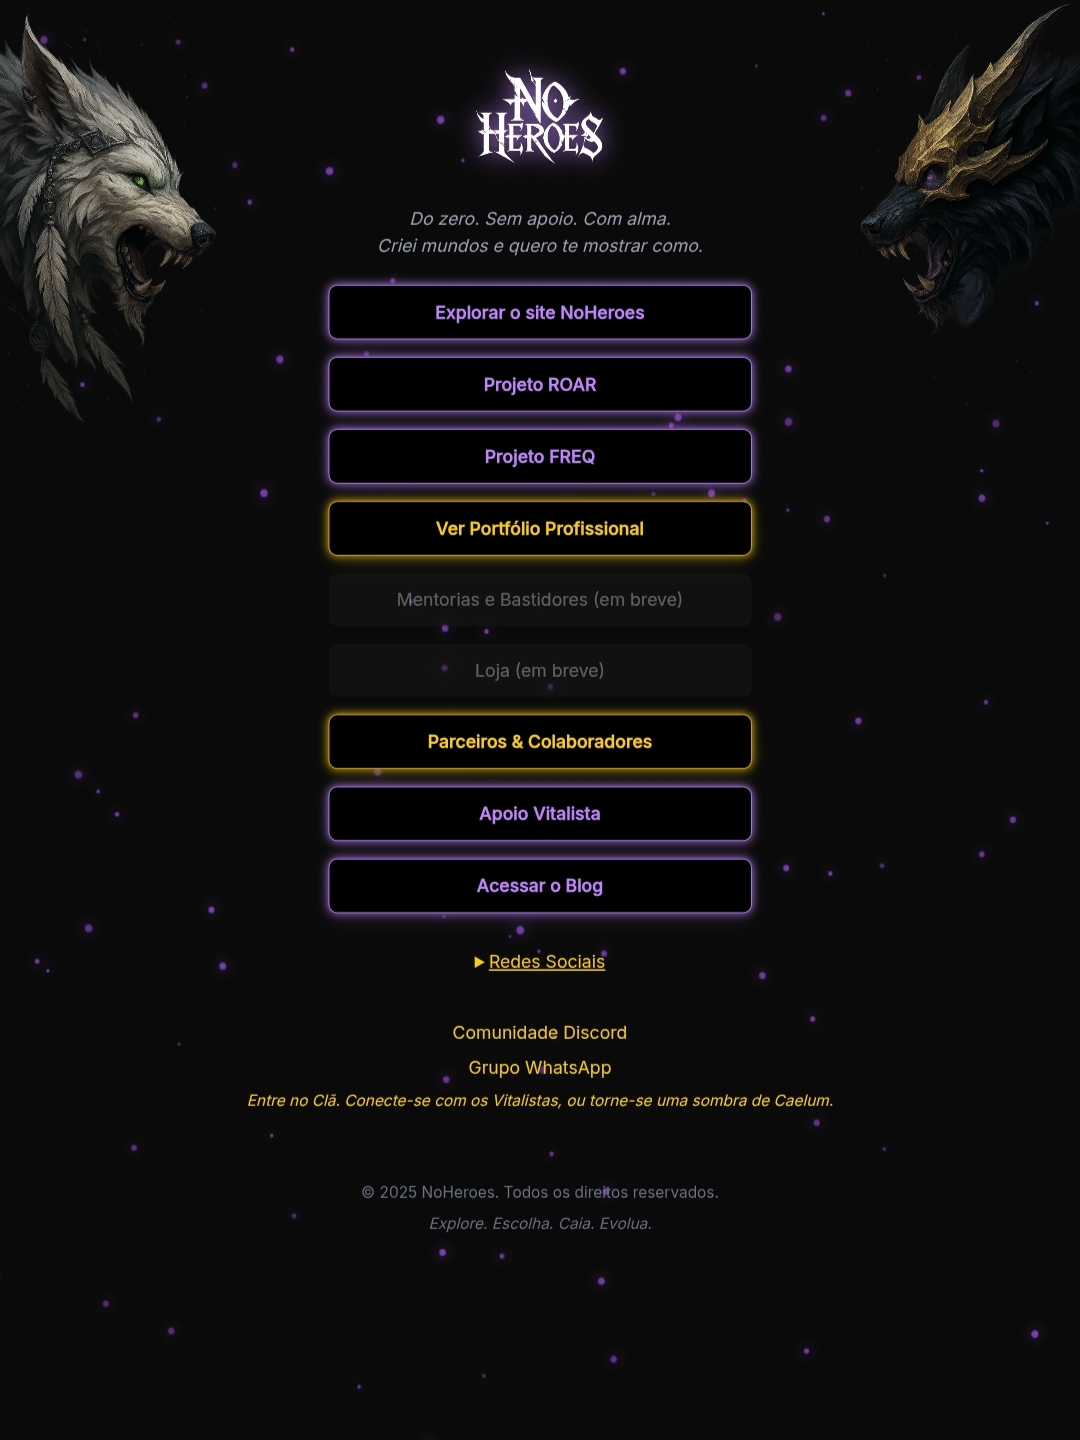 NO
HEROES
Do zero. Sem apoio. Com alma.
Criei mundos e quero te mostrar como.
Explorar o site NoHeroes
Projeto ROAR
Projeto FREQ
Ver Portfólio Profissional
Mentorias e Bastidores (em breve)
Loja (em breve)
Parceiros & Colaboradores
Apoio Vitalista
Acessar o Blog
Redes Sociais
Comunidade Discord
Grupo WhatsApp
Entre no Clã. Conecte-se com os Vitalistas, ou torne-se uma sombra de Caelum.
© 2025 NoHeroes. Todos os direitos reservados.
Explore. Escolha. Caia. Evolua.